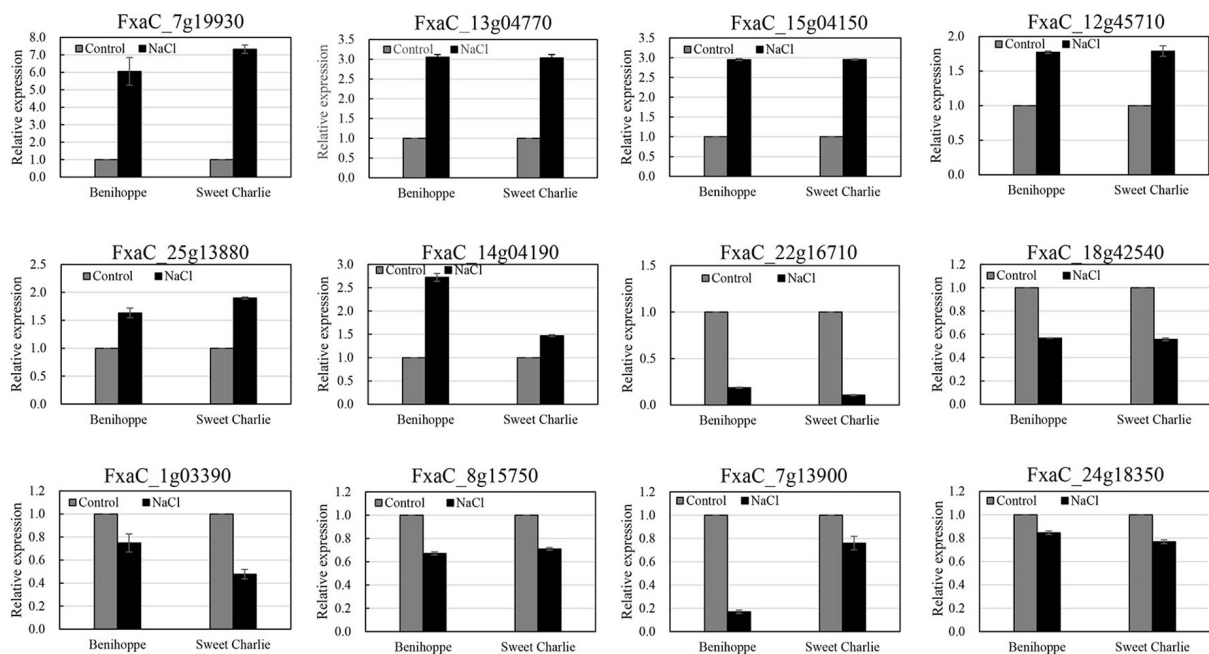 FxaC_7g19930
Relative expression
Control NaCl
8.0
7.0
6.0
5.0
4.0
3.0
2.0
1.0
0.0
Benihoppe Sweet Charlie
FxaC_13g04770
Relative expression
Control NaCl
3.5
3.0
2.5
2.0
1.5
1.0
0.5
0.0
Benihoppe Sweet Charlie
FxaC_15g04150
Relative expression
Control NaCl
3.5
3.0
2.5
2.0
1.5
1.0
0.5
0.0
Benihoppe Sweet Charlie
FxaC_12g45710
Relative expression
Control NaCl
2.0
1.5
1.0
0.5
0.0
Benihoppe Sweet Charlie
FxaC_25g13880
Relative expression
Control NaCl
2.5
2.0
1.5
1.0
0.5
0.0
Benihoppe Sweet Charlie
FxaC_14g04190
Relative expression
Control NaCl
3.0
2.5
2.0
1.5
1.0
0.5
0.0
Benihoppe Sweet Charlie
FxaC_22g16710
Relative expression
Control NaCl
1.5
1.0
0.5
0.0
Benihoppe Sweet Charlie
FxaC_18g42540
Relative expression
Control NaCl
1.2
1.0
0.8
0.6
0.4
0.2
0.0
Benihoppe Sweet Charlie
FxaC_1g03390
Relative expression
Control NaCl
1.2
1.0
0.8
0.6
0.4
0.2
0.0
Benihoppe Sweet Charlie
FxaC_8g15750
Relative expression
Control NaCl
1.2
1.0
0.8
0.6
0.4
0.2
0.0
Benihoppe Sweet Charlie
FxaC_7g13900
Relative expression
Control NaCl
1.2
1.0
0.8
0.6
0.4
0.2
0.0
Benihoppe Sweet Charlie
FxaC_24g18350
Relative expression
Control NaCl
1.2
1.0
0.8
0.6
0.4
0.2
0.0
Benihoppe Sweet Charlie